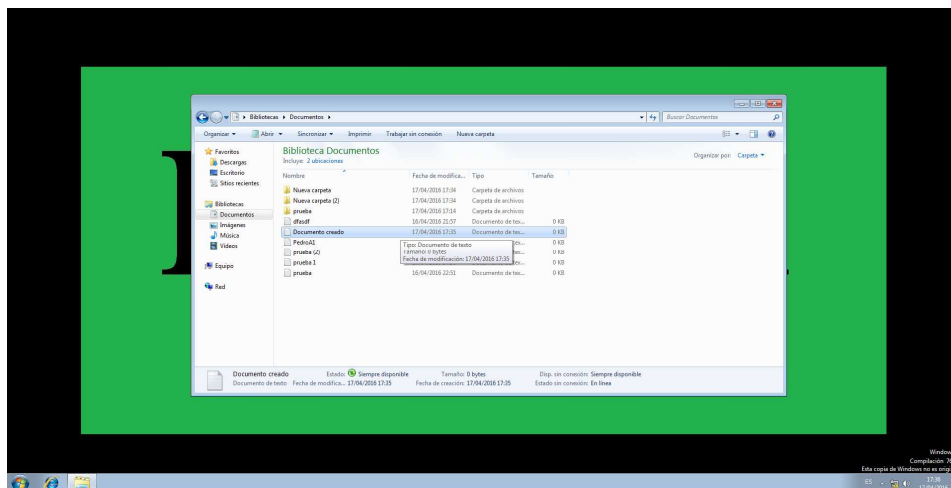 Bibliotecas Documentos
Buscar Documentos
Organizar Abrir Sincronizar Imprimir Trabajar sin conexión Nueva carpeta
Favoritos
Descargas
Escritorio
Sitios recientes
Bibliotecas
Documentos
Imágenes
Música
Vídeos
Equipo
Red
Biblioteca Documentos
Incluye: 2 ubicaciones
Organizar por: Carpeta
Nombre Fecha de modifica... Tipo Tamaño
Nueva carpeta 17/04/2016 17:34 Carpeta de archivos
Nueva carpeta (2) 17/04/2016 17:34 Carpeta de archivos
prueba 17/04/2016 17:14 Carpeta de archivos
dfasdf 16/04/2016 21:57 Documento de tex... 0 KB
Documento creado 17/04/2016 17:35 Documento de tex... 0 KB
PedroA1 0 KB
prueba (2) 0 KB
prueba 1 0 KB
prueba 16/04/2016 22:51 Documento de tex... 0 KB
Tipo: Documento de texto
Tamaño: 0 bytes
Fecha de modificación: 17/04/2016 17:35
Documento creado Estado: Siempre disponible Tamaño: 0 bytes Disp. sin conexión: Siempre disponible
Documento de texto Fecha de modifica... 17/04/2016 17:35 Fecha de creación: 17/04/2016 17:35 Estado sin conexión: En línea
Compilación
Esta copia de Windows no es
ES 17:36
17/04/2016